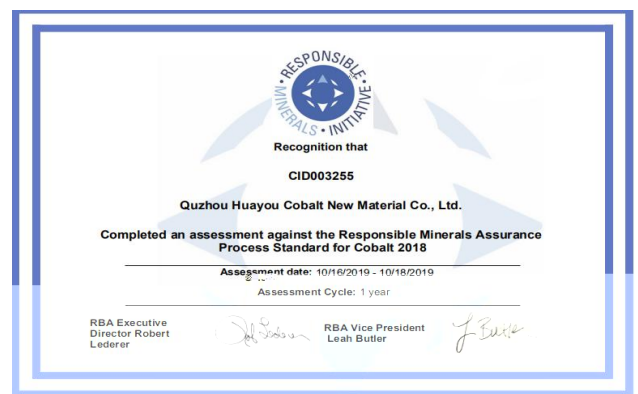 RESPONSIBLE
MINERALS • INITIATIVE
Recognition that
CID003255
Quzhou Huayou Cobalt New Material Co., Ltd.
Completed an assessment against the Responsible Minerals Assurance
Process Standard for Cobalt 2018
Assessment date: 10/16/2019 - 10/18/2019
Assessment Cycle: 1 year
RBA Executive
Director Robert
Lederer
RBA Vice President
Leah Butler